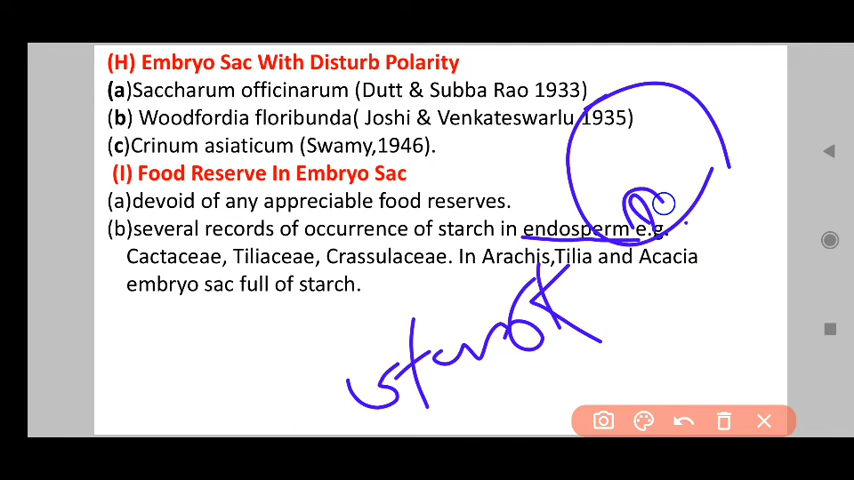 (H) Embryo Sac With Disturb Polarity
(a)Saccharum officinarum (Dutt & Subba Rao 1933)
(b) Woodfordia floribunda( Joshi & Venkateswarlu 1935)
(c)Crinum asiaticum (Swamy,1946).
(I) Food Reserve In Embryo Sac
(a)devoid of any appreciable food reserves.
(b)several records of occurrence of starch in endosperm e.g.
Cactaceae, Tiliaceae, Crassulaceae. In Arachis,Tilia and Acacia
embryo sac full of starch.